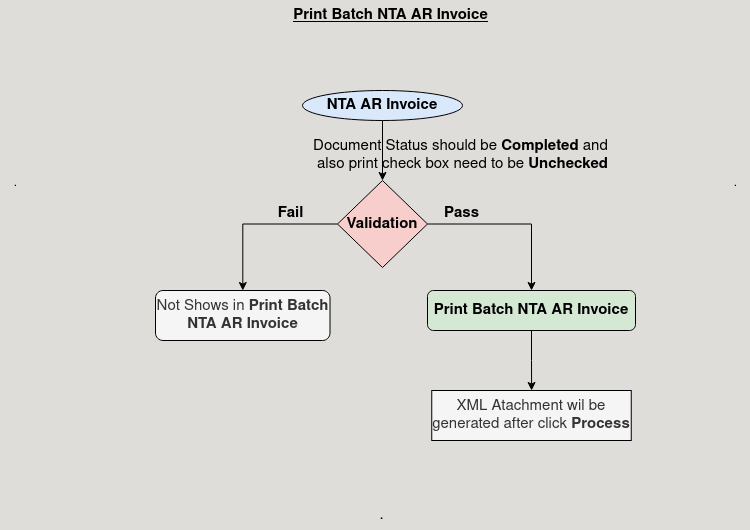 Print Batch NTA AR Invoice
NTA AR Invoice
Document Status should be Completed and
also print check box need to be Unchecked
Fail
Validation
Pass
Not Shows in Print Batch
NTA AR Invoice
Print Batch NTA AR Invoice
XML Atachment wil be
generated after click Process